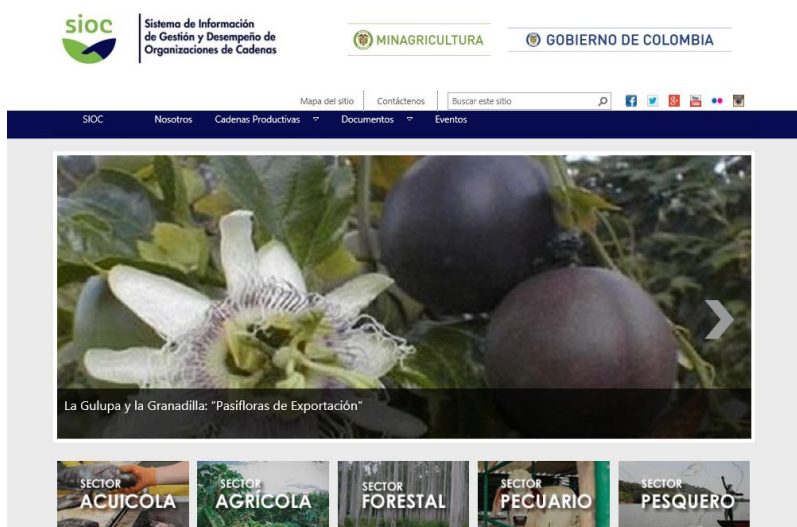 sioc
Sistema de Información
de Gestión y Desempeño de
Organizaciones de Cadenas
MINAGRICULTURA
GOBIERNO DE COLOMBIA
Mapa del sitio
Contáctenos
Buscar este sitio
SIOC
Nosotros
Cadenas Productivas
Documentos
Eventos
La Gulupa y la Granadilla: “Pasifloras de Exportación”
SECTOR
ACUÍCOLA
SECTOR
AGRÍCOLA
SECTOR
FORESTAL
SECTOR
PECUARIO
SECTOR
PESQUERO